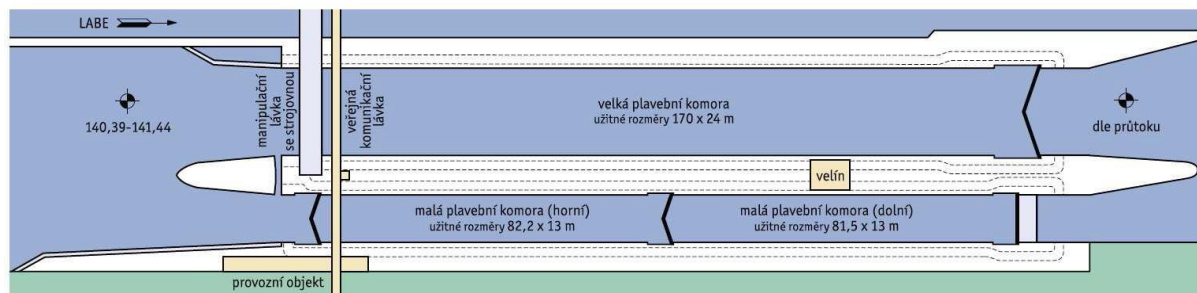 LABE
140,39-141,44
manipulační
lávka
se strojovnou
veřejná
komunikační
lávka
velká plavební komora
užitné rozměry 170 x 24 m
dle průtoku
velín
malá plavební komora (horní)
užitné rozměry 82,2 x 13 m
malá plavební komora (dolní)
užitné rozměry 81,5 x 13 m
provozní objekt